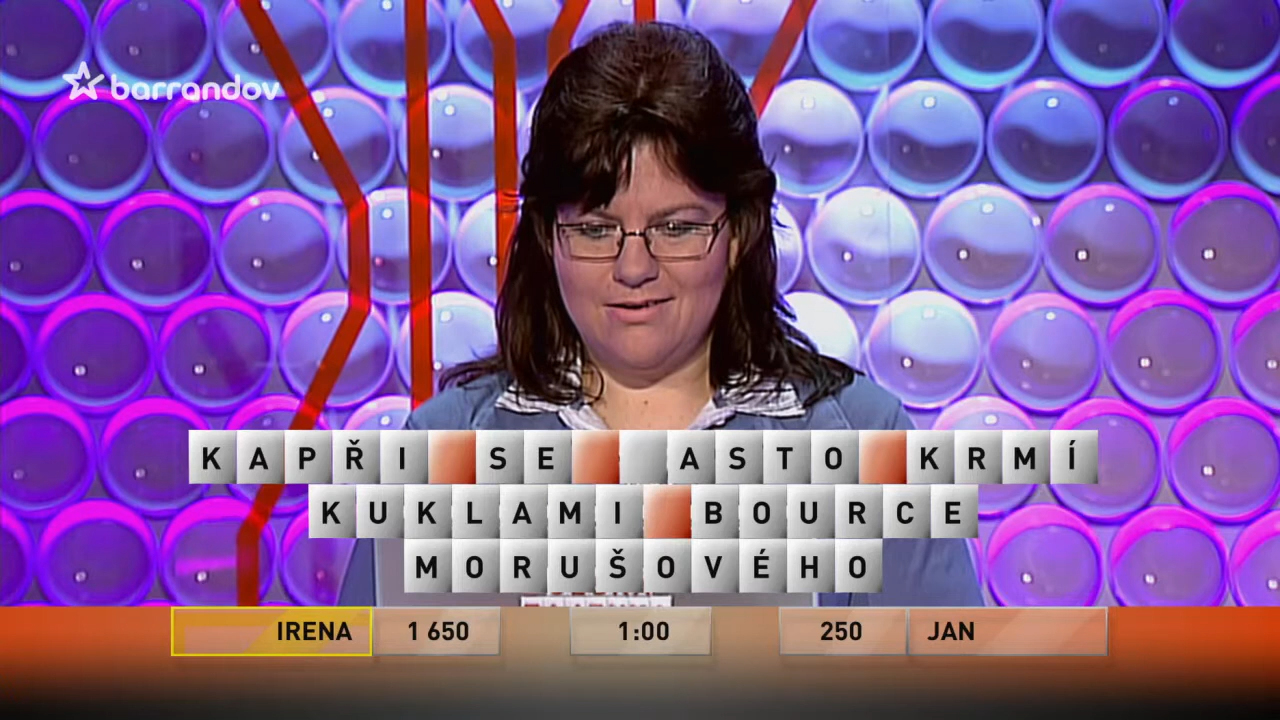 barrandov
KAPŘI SE  ASTO KRMÍ
KUKLAMI BOURCE
MORUŠOVÉHO
IRENA 1 650 1:00 250 JAN